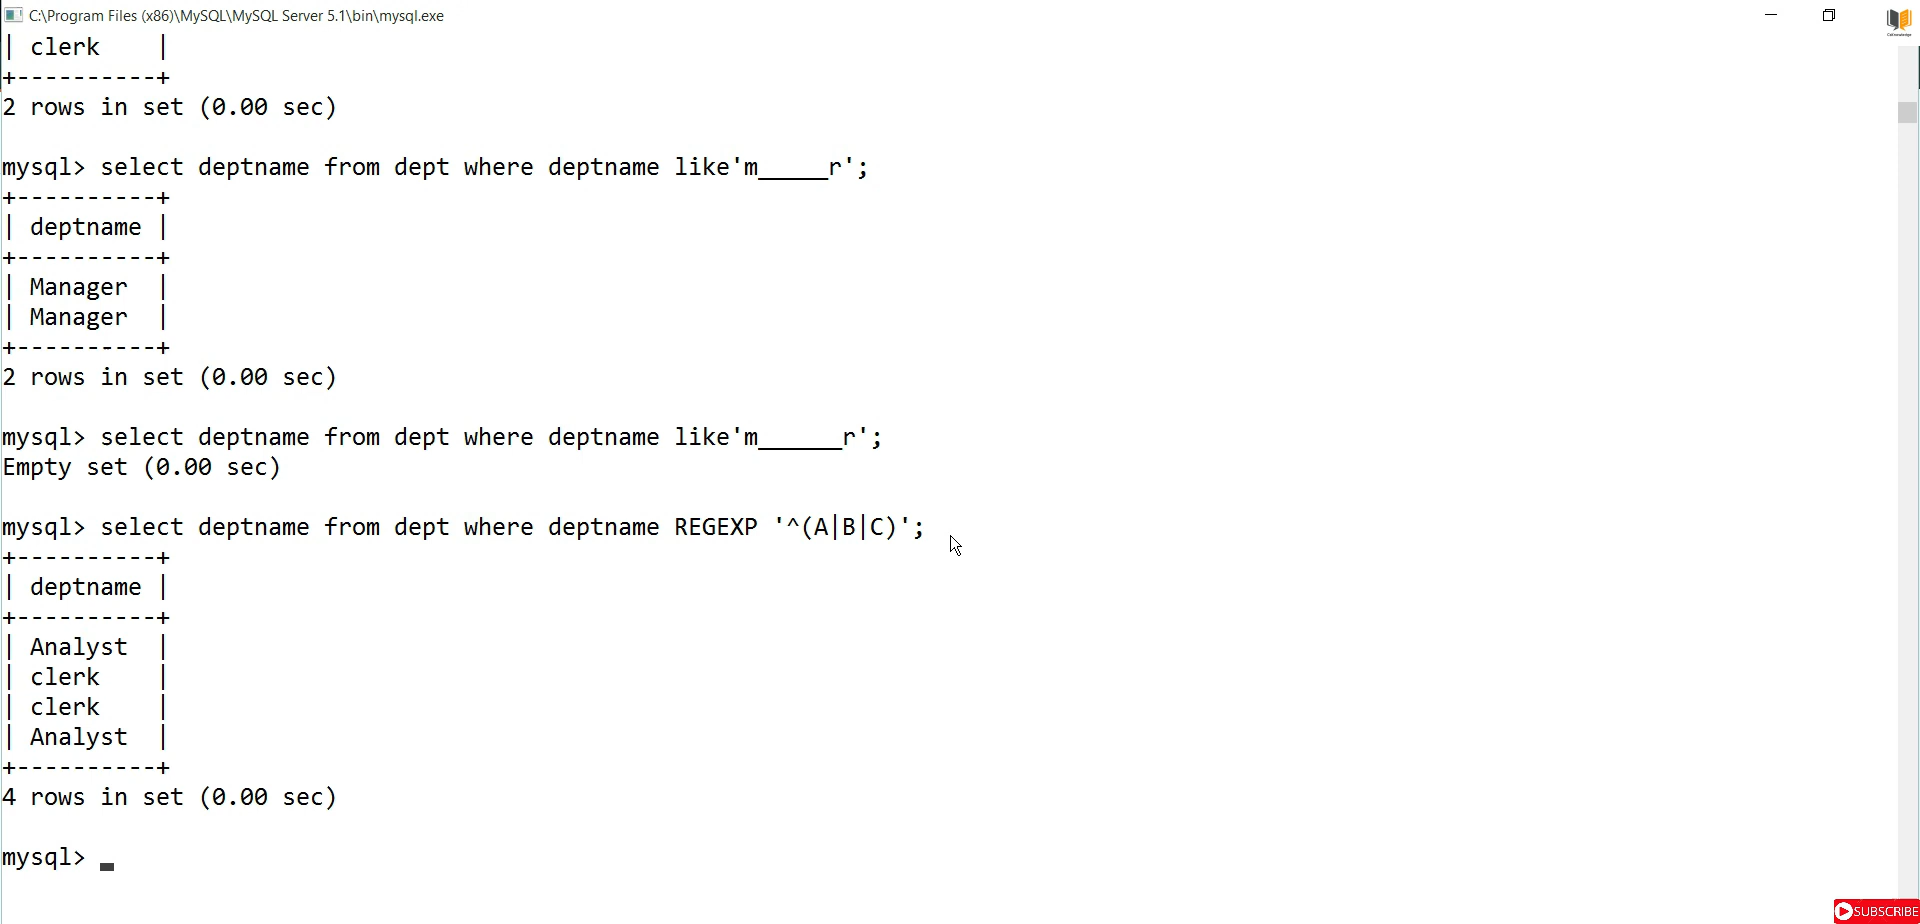 C:\Program Files (x86)\MySQL\MySQL Server 5.1\bin\mysql.exe
| clerk    |
+----------+
2 rows in set (0.00 sec)
mysql> select deptname from dept where deptname like'm_____r';
+----------+
| deptname |
+----------+
| Manager  |
| Manager  |
+----------+
2 rows in set (0.00 sec)
mysql> select deptname from dept where deptname like'm______r';
Empty set (0.00 sec)
mysql> select deptname from dept where deptname REGEXP '^(A|B|C)';
+----------+
| deptname |
+----------+
| Analyst  |
| clerk    |
| clerk    |
| Analyst  |
+----------+
4 rows in set (0.00 sec)
mysql>
SUBSCRIBE